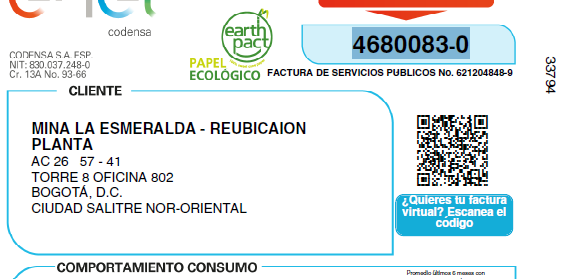 codensa
CODENSA S.A. ESP
NIT: 830.037.248-0
Cr. 13A No. 93-66
earth
pact
PAPEL
ECOLÓGICO
4680083-0
FACTURA DE SERVICIOS PUBLICOS No. 621204848-9
33794
CLIENTE
MINA LA ESMERALDA - REUBICAION
PLANTA
AC 26 57 - 41
TORRE 8 OFICINA 802
BOGOTÁ, D.C.
CIUDAD SALITRE NOR-ORIENTAL
¿Quieres tu factura
virtual? Escanea el
código
COMPORTAMIENTO CONSUMO
Promedio últimos 6 meses con